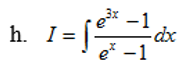 h. I = ∫ (e^{3x} − 1)/(e^x − 1) dx